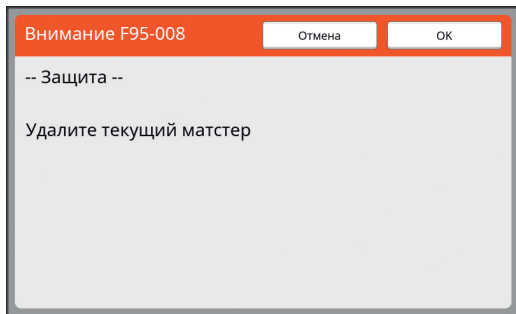 Внимание F95-008
Отмена
OK
-- Защита --
Удалите текущий матстер